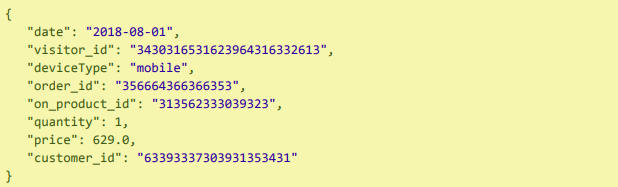 {
"date": "2018-08-01",
"visitor_id": "3430316531623964316332613",
"deviceType": "mobile",
"order_id": "356664366366353",
"on_product_id": "313562333039323",
"quantity": 1,
"price": 629.0,
"customer_id": "63393337303931353431"
}